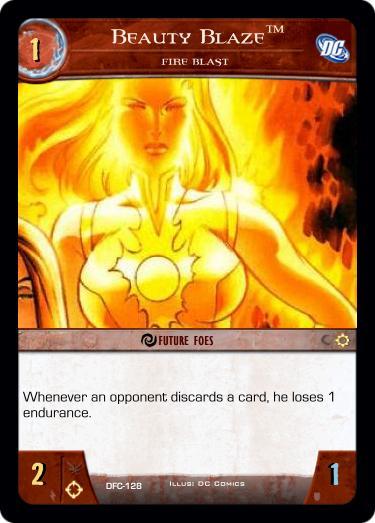 1
BEAUTY BLAZE™
DC
FIRE BLAST
FUTURE FOES
Whenever an opponent discards a card, he loses 1
endurance.
2
DFC-128
ILLUS: DC COMICS
1